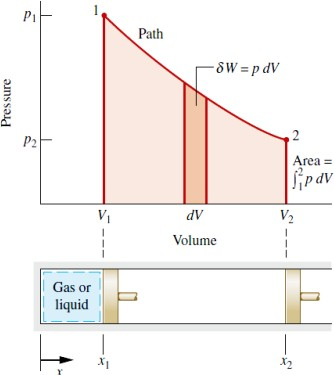 p1
1
Path
δW = p dV
Pressure
p2
2
Area =
∫₁² p dV
V1
dV
V2
Volume
Gas or
liquid
x
x1
x2